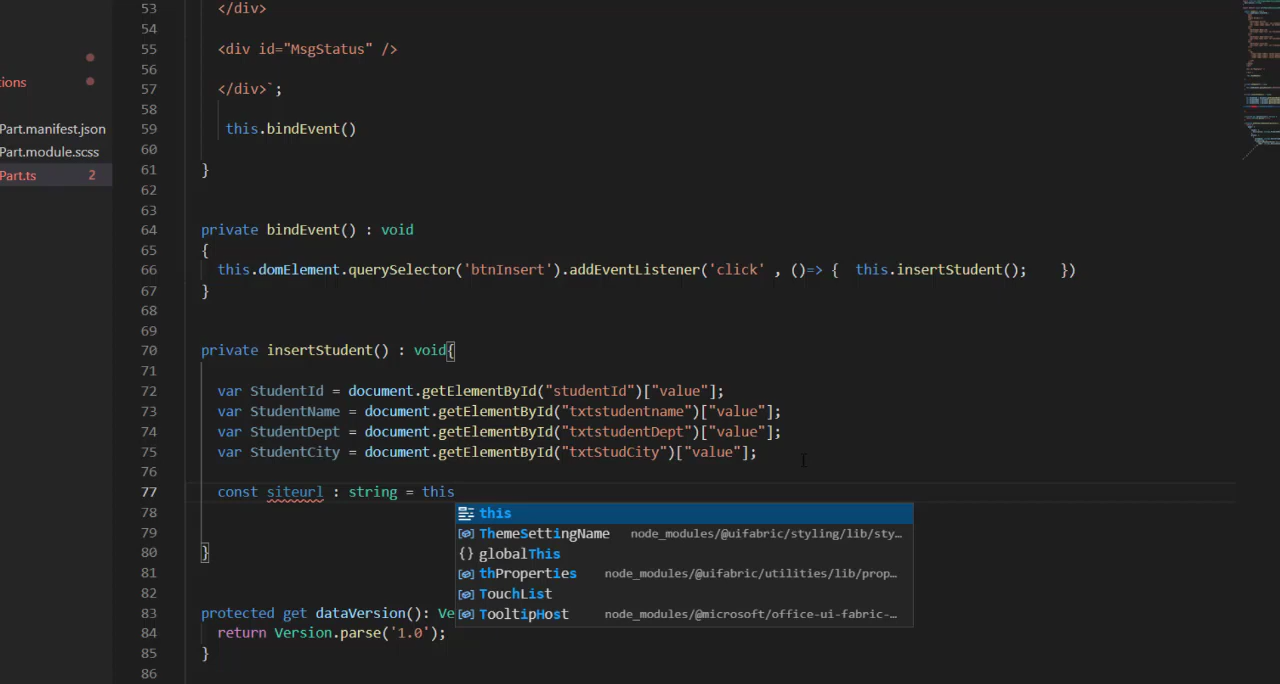 53 </div>
54
55 <div id="MsgStatus" />
56
57 </div>`;
58
59 this.bindEvent()
60
61 }
62
63
64 private bindEvent() : void
65 {
66 this.domElement.querySelector('btnInsert').addEventListener('click' , ()=> { this.insertStudent(); })
67 }
68
69
70 private insertStudent() : void{
71
72 var StudentId = document.getElementById("studentId")["value"];
73 var StudentName = document.getElementById("txtstudentname")["value"];
74 var StudentDept = document.getElementById("txtstudentDept")["value"];
75 var StudentCity = document.getElementById("txtStudCity")["value"];
76
77 const siteurl : string = this
78
79
80 }
81
82
83 protected get dataVersion(): Ve
84 return Version.parse('1.0');
85 }
86
tions
Part.manifest.json
Part.module.scss
Part.ts 2
this
ThemeSettingName node_modules/@uifabric/styling/lib/sty…
{} globalThis
thProperties node_modules/@uifabric/utilities/lib/prop…
TouchList
TooltipHost node_modules/@microsoft/office-ui-fabric-…